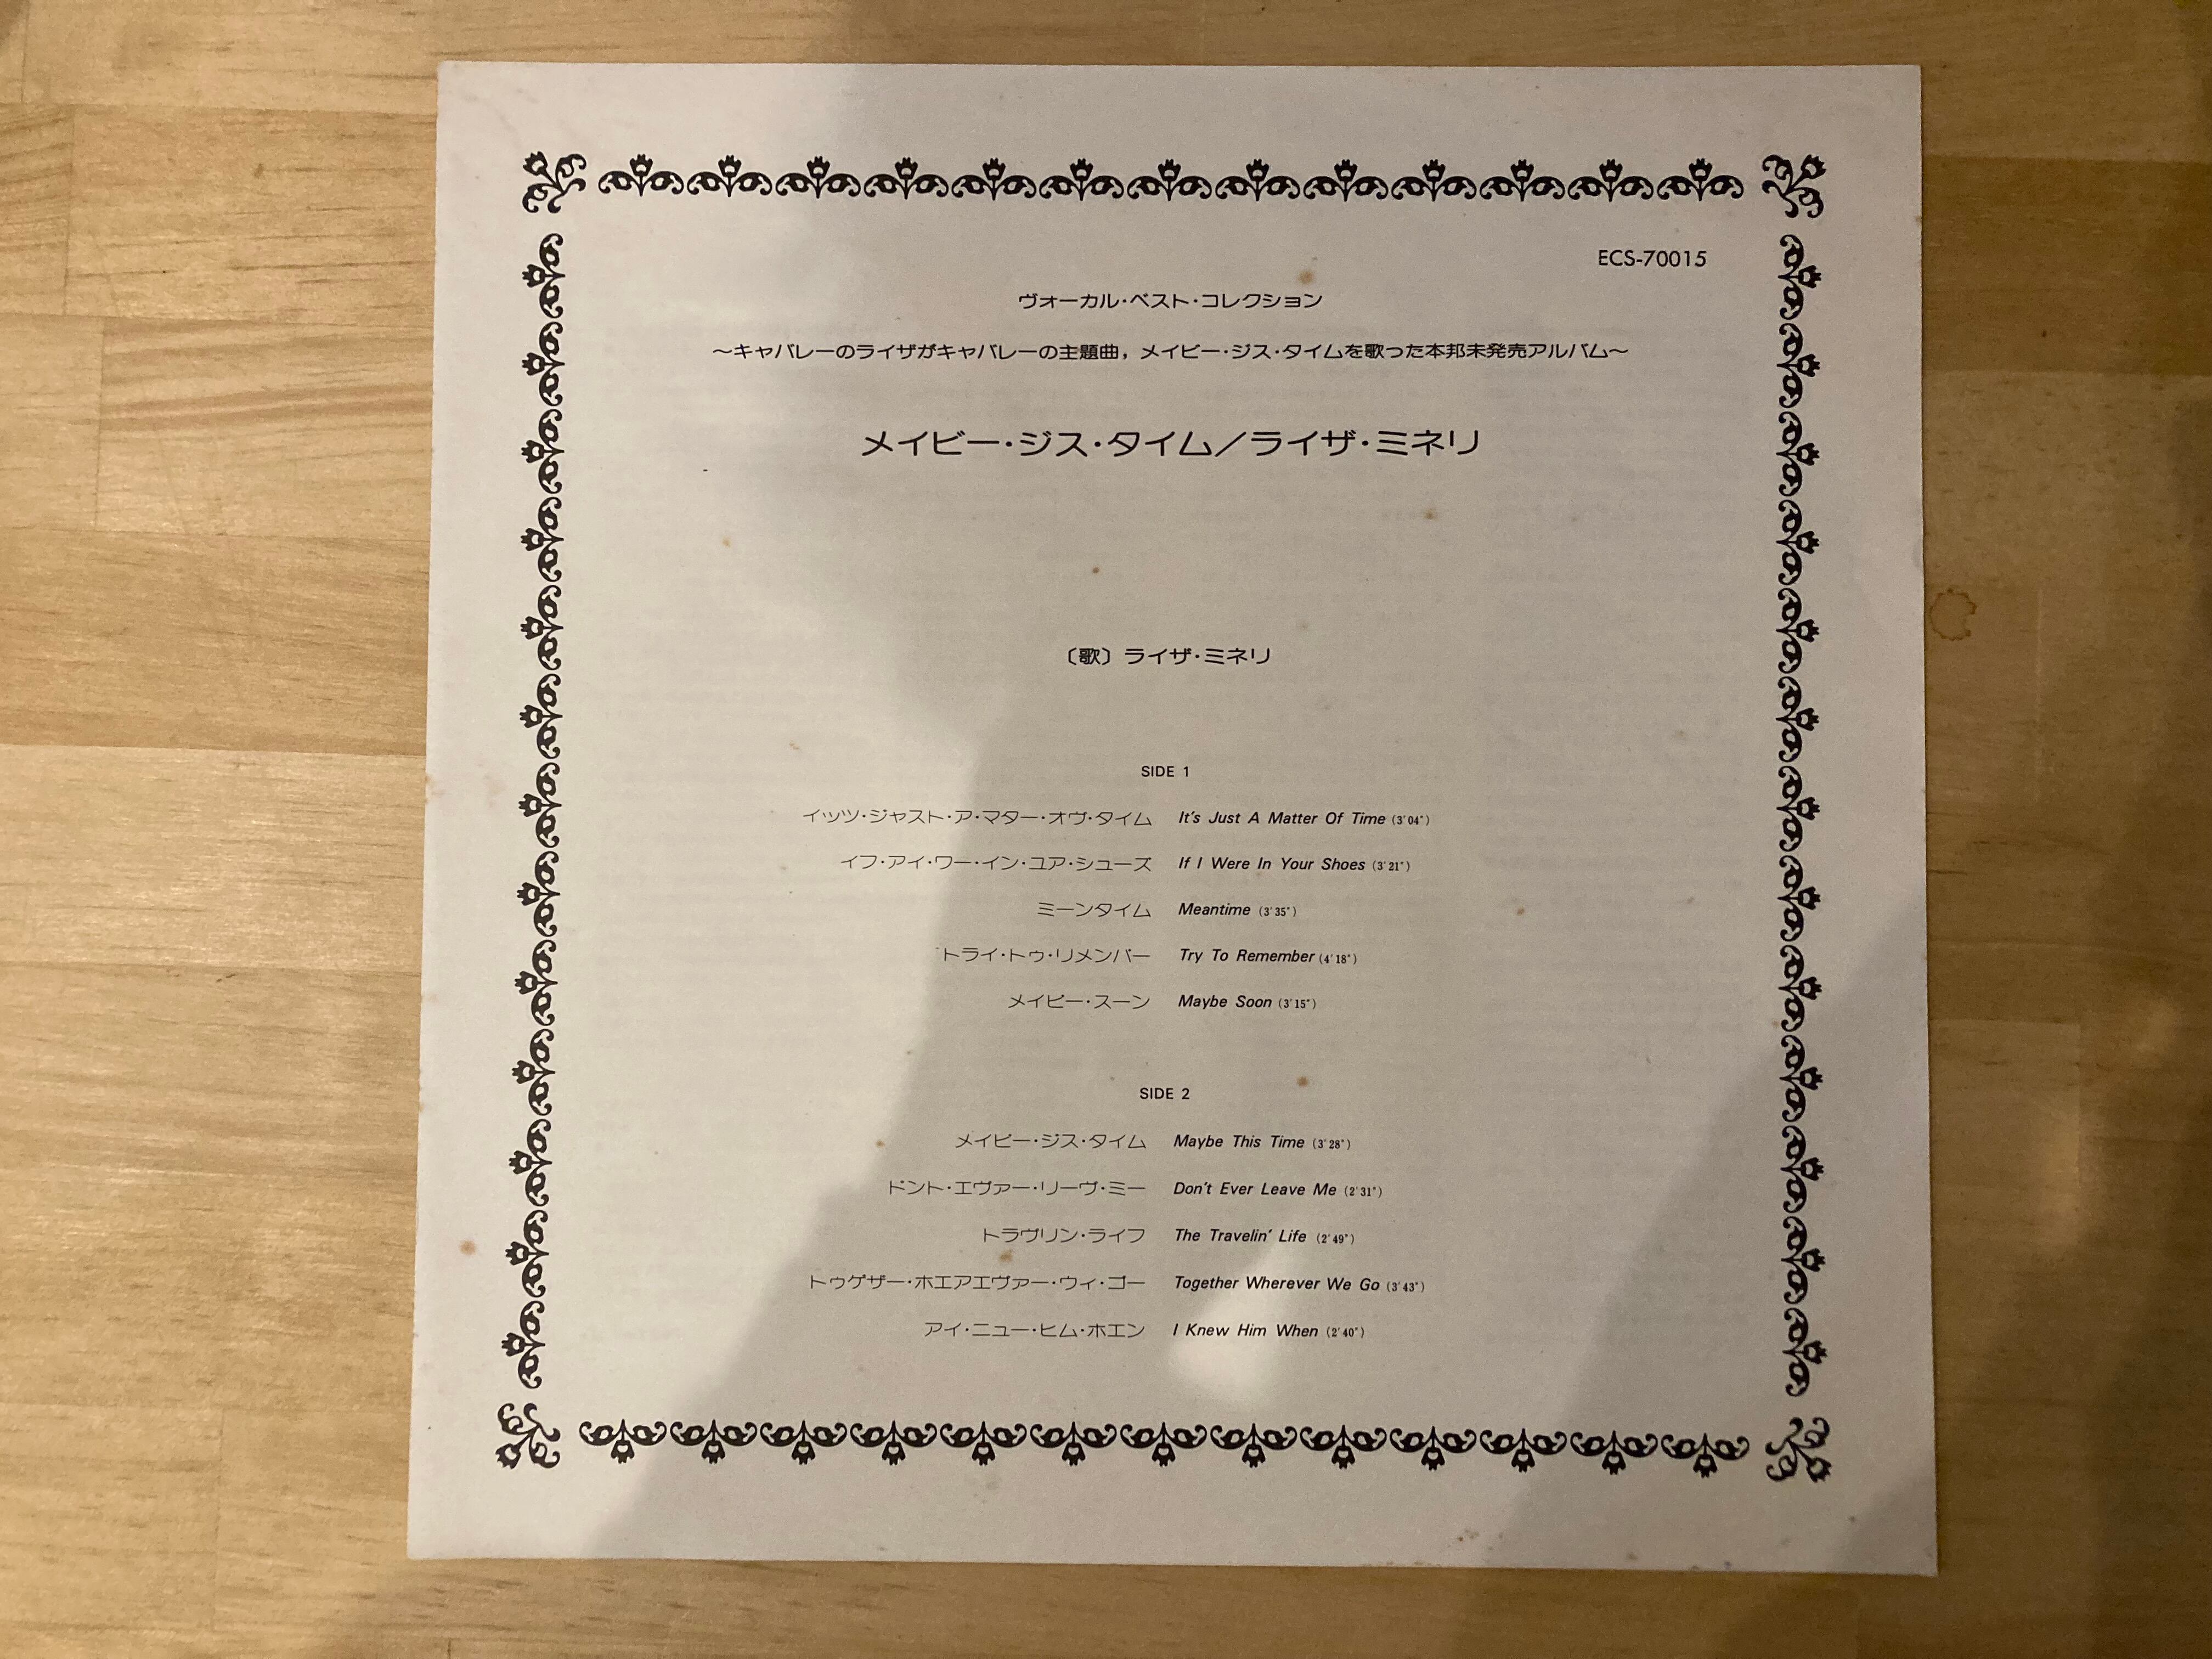 ECS-70015
ヴォーカル・ベスト・コレクション
〜キャバレーのライザがキャバレーの主題曲，メイビー・ジス・タイムを歌った本邦未発売アルバム〜
メイビー・ジス・タイム／ライザ・ミネリ
〔歌〕ライザ・ミネリ
SIDE 1
イッツ・ジャスト・ア・マター・オヴ・タイム It's Just A Matter Of Time (3′04″)
イフ・アイ・ワー・イン・ユア・シューズ If I Were In Your Shoes (3′21″)
ミーンタイム Meantime (3′35″)
トライ・トゥ・リメンバー Try To Remember (4′18″)
メイビー・スーン Maybe Soon (3′15″)
SIDE 2
メイビー・ジス・タイム Maybe This Time (3′28″)
ドント・エヴァー・リーヴ・ミー Don't Ever Leave Me (2′31″)
トラヴリン・ライフ The Travelin' Life (2′49″)
トゥゲザー・ホエアエヴァー・ウィ・ゴー Together Wherever We Go (3′43″)
アイ・ニュー・ヒム・ホエン I Knew Him When (2′40″)